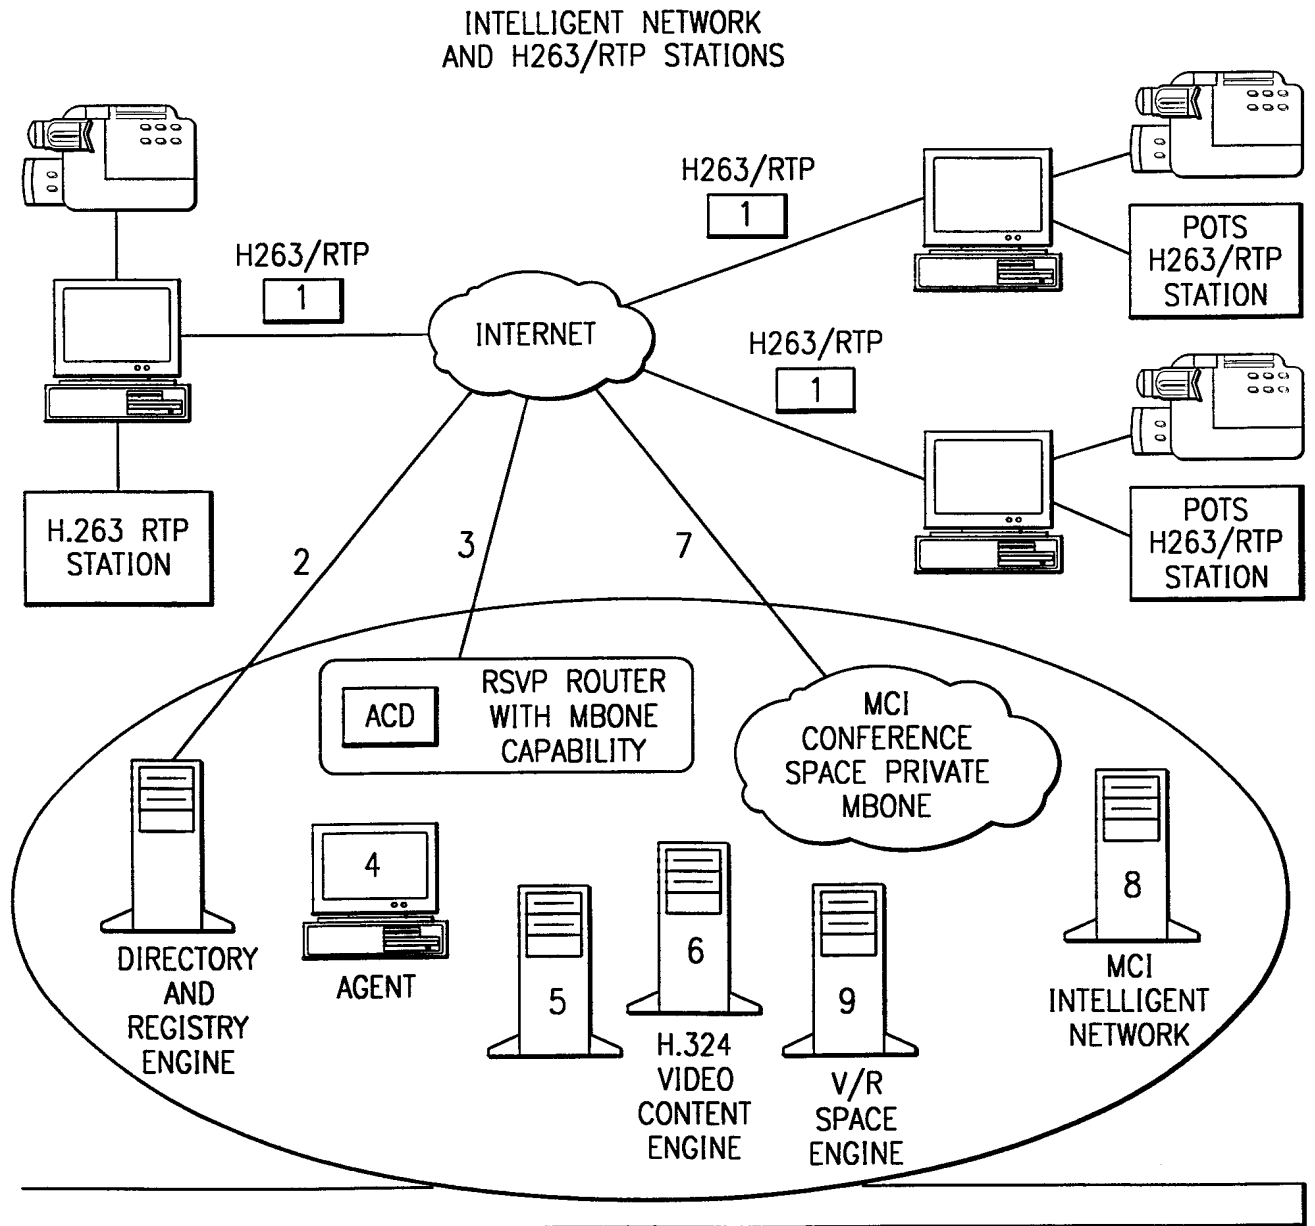 INTELLIGENT NETWORK
AND H263/RTP STATIONS
H263/RTP
1
H263/RTP
1
POTS
H263/RTP
STATION
INTERNET
H263/RTP
1
H.263 RTP
STATION
POTS
H263/RTP
STATION
2
3
7
ACD
RSVP ROUTER
WITH MBONE
CAPABILITY
MCI
CONFERENCE
SPACE PRIVATE
MBONE
DIRECTORY
AND
REGISTRY
ENGINE
4
AGENT
5
6
H.324
VIDEO
CONTENT
ENGINE
9
V/R
SPACE
ENGINE
8
MCI
INTELLIGENT
NETWORK